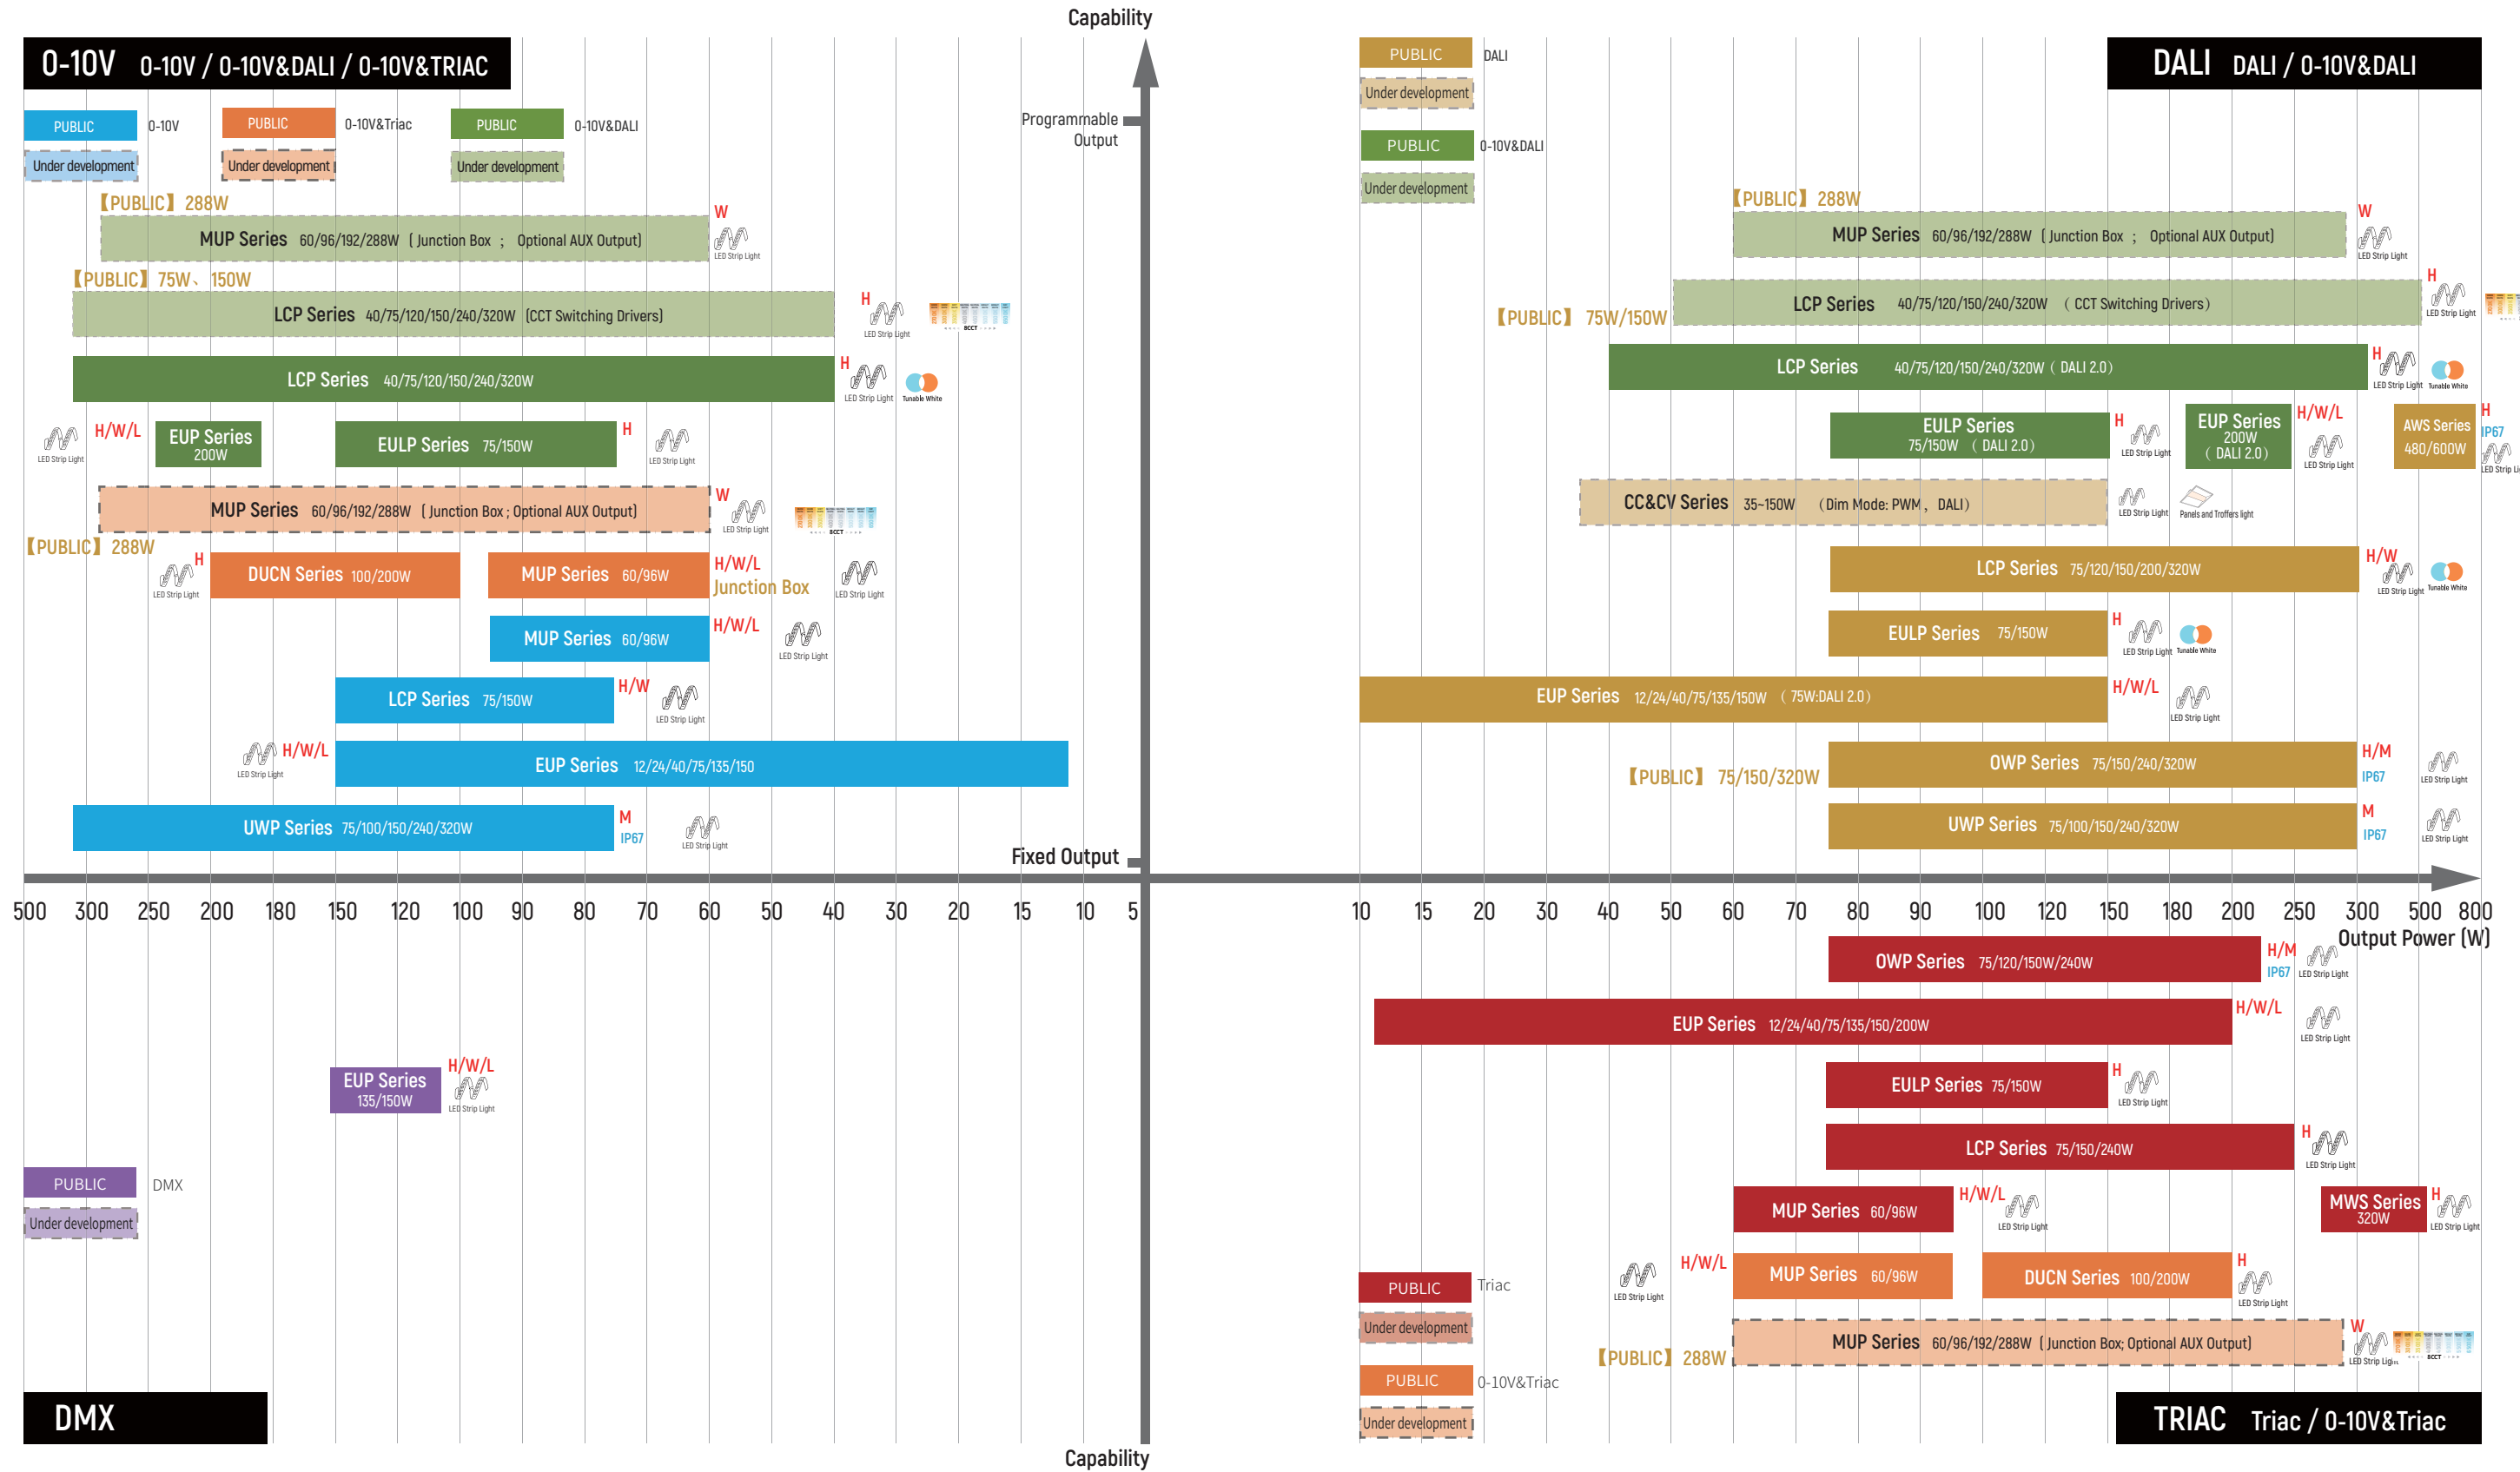 Capability
0-10V 0-10V / 0-10V&DALI / 0-10V&TRIAC
PUBLIC 0-10V
Under development
PUBLIC 0-10V&Triac
Under development
PUBLIC 0-10V&DALI
Under development
Programmable
Output
【PUBLIC】288W
MUP Series 60/96/192/288W ( Junction Box ; Optional AUX Output)
W
LED Strip Light
【PUBLIC】75W、150W
LCP Series 40/75/120/150/240/320W (CCT Switching Drivers)
H
LED Strip Light
BCCT
LCP Series 40/75/120/150/240/320W
H
LED Strip Light
Tunable White
LED Strip Light
H/W/L
EUP Series
200W
EULP Series 75/150W
H
LED Strip Light
MUP Series 60/96/192/288W ( Junction Box ; Optional AUX Output)
W
LED Strip Light
BCCT
【PUBLIC】288W
LED Strip Light
H
DUCN Series 100/200W
MUP Series 60/96W
H/W/L
Junction Box
LED Strip Light
MUP Series 60/96W
H/W/L
LED Strip Light
LCP Series 75/150W
H/W
LED Strip Light
LED Strip Light
H/W/L
EUP Series 12/24/40/75/135/150
UWP Series 75/100/150/240/320W
M
IP67
LED Strip Light
Fixed Output
500 300 250 200 180 150 120 100 90 80 70 60 50 40 30 20 15 10 5
PUBLIC DALI
Under development
PUBLIC 0-10V&DALI
Under development
DALI DALI / 0-10V&DALI
【PUBLIC】288W
MUP Series 60/96/192/288W ( Junction Box ; Optional AUX Output)
W
LED Strip Light
【PUBLIC】 75W/150W
LCP Series 40/75/120/150/240/320W （ CCT Switching Drivers）
H
LED Strip Light
LCP Series 40/75/120/150/240/320W（ DALI 2.0）
H
LED Strip Light
Tunable White
EULP Series
75/150W （ DALI 2.0）
H
LED Strip Light
EUP Series
200W
（ DALI 2.0）
H/W/L
LED Strip Light
AWS Series
480/600W
H
IP67
CC&CV Series 35~150W （Dim Mode: PWM，DALI）
LED Strip Light
Panels and Troffers light
LCP Series 75/120/150/200/320W
H/W
LED Strip Light
Tunable White
EULP Series 75/150W
H
LED Strip Light
Tunable White
EUP Series 12/24/40/75/135/150W （ 75W:DALI 2.0）
H/W/L
LED Strip Light
【PUBLIC】 75/150/320W
OWP Series 75/150/240/320W
H/M
IP67
LED Strip Light
UWP Series 75/100/150/240/320W
M
IP67
LED Strip Light
10 15 20 30 40 50 60 70 80 90 100 120 150 180 200 250 300 500 800
Output Power (W)
EUP Series
135/150W
H/W/L
LED Strip Light
PUBLIC DMX
Under development
DMX
OWP Series 75/120/150W/240W
H/M
IP67
LED Strip Light
EUP Series 12/24/40/75/135/150/200W
H/W/L
LED Strip Light
EULP Series 75/150W
H
LED Strip Light
LCP Series 75/150/240W
H
LED Strip Light
MUP Series 60/96W
H/W/L
LED Strip Light
MWS Series
320W
H
LED Strip Light
LED Strip Light
H/W/L
MUP Series 60/96W
DUCN Series 100/200W
H
LED Strip Light
【PUBLIC】288W
MUP Series 60/96/192/288W ( Junction Box; Optional AUX Output)
W
LED Strip Light
BCCT
PUBLIC Triac
Under development
PUBLIC 0-10V&Triac
Under development
TRIAC Triac / 0-10V&Triac
Capability